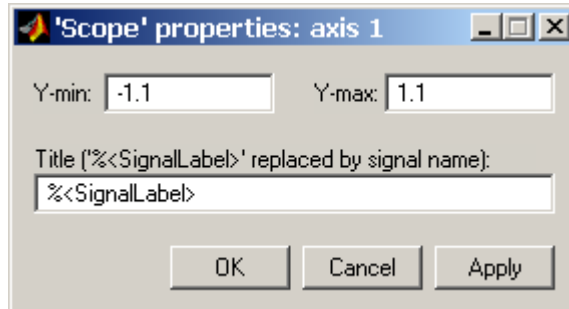 'Scope' properties: axis 1
Y-min: -1.1 Y-max: 1.1
Title ('%<SignalLabel>' replaced by signal name):
%<SignalLabel>
OK Cancel Apply